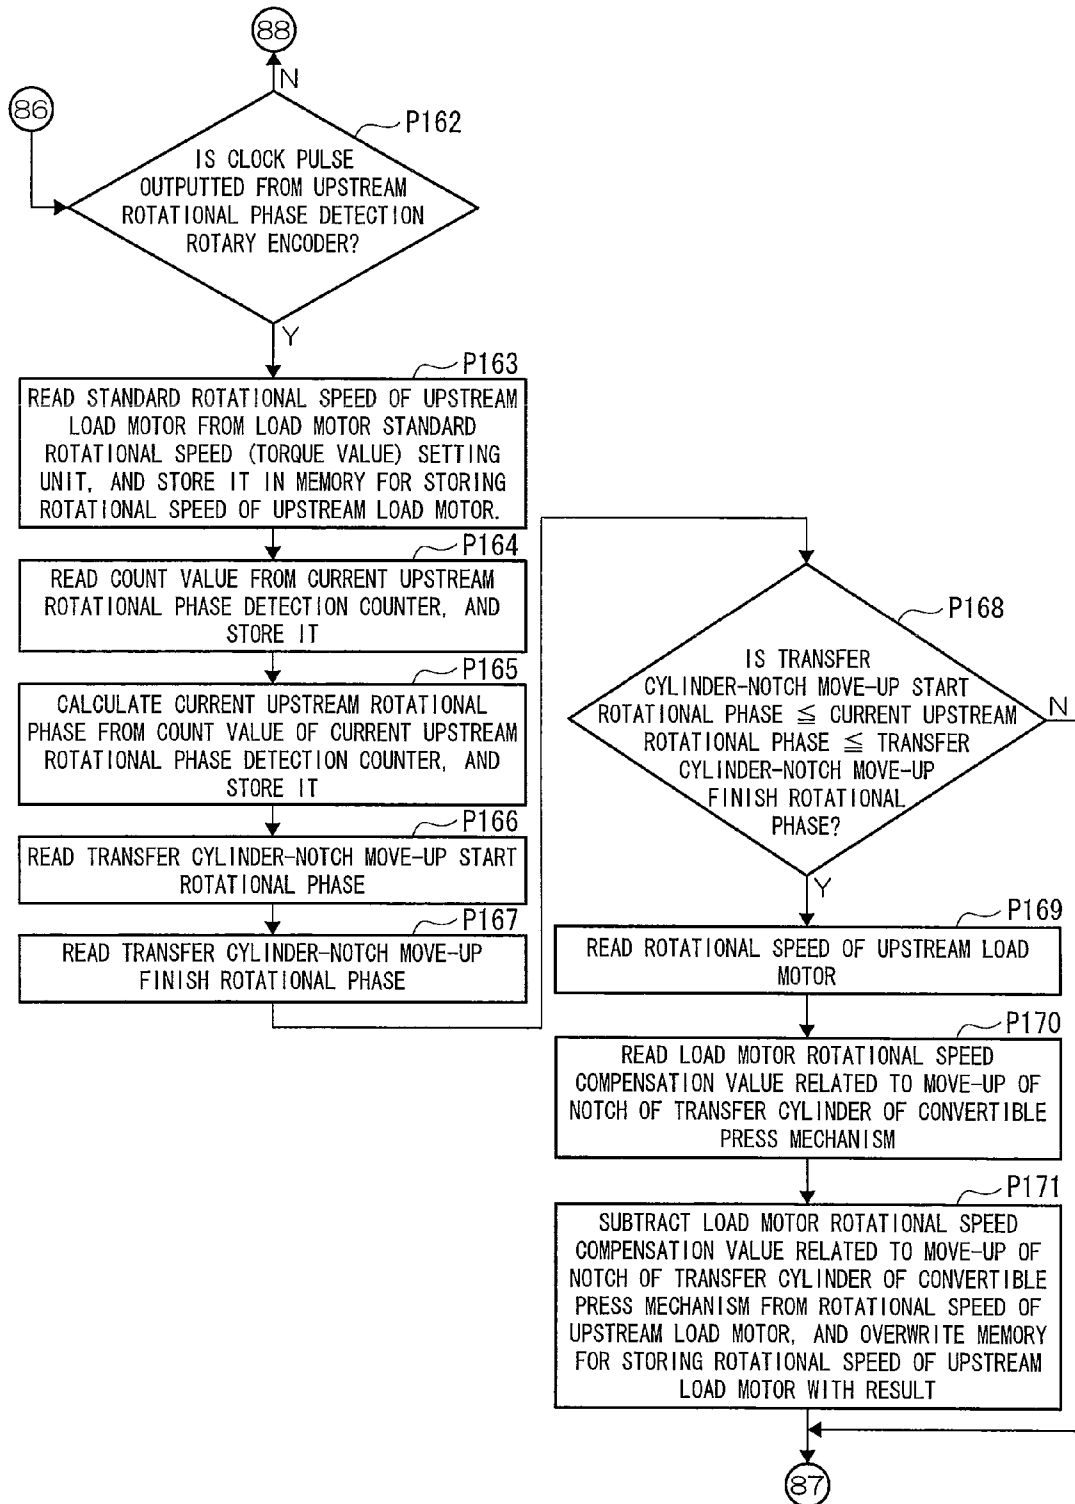 88
N
86
P162
IS CLOCK PULSE
OUTPUTTED FROM UPSTREAM
ROTATIONAL PHASE DETECTION
ROTARY ENCODER?
Y
P163
READ STANDARD ROTATIONAL SPEED OF UPSTREAM
LOAD MOTOR FROM LOAD MOTOR STANDARD
ROTATIONAL SPEED (TORQUE VALUE) SETTING
UNIT, AND STORE IT IN MEMORY FOR STORING
ROTATIONAL SPEED OF UPSTREAM LOAD MOTOR.
P164
READ COUNT VALUE FROM CURRENT UPSTREAM
ROTATIONAL PHASE DETECTION COUNTER, AND
STORE IT
P165
CALCULATE CURRENT UPSTREAM ROTATIONAL
PHASE FROM COUNT VALUE OF CURRENT UPSTREAM
ROTATIONAL PHASE DETECTION COUNTER, AND
STORE IT
P166
READ TRANSFER CYLINDER-NOTCH MOVE-UP START
ROTATIONAL PHASE
P167
READ TRANSFER CYLINDER-NOTCH MOVE-UP
FINISH ROTATIONAL PHASE
P168
IS TRANSFER
CYLINDER-NOTCH MOVE-UP START
ROTATIONAL PHASE ≦ CURRENT UPSTREAM
ROTATIONAL PHASE ≦ TRANSFER
CYLINDER-NOTCH MOVE-UP
FINISH ROTATIONAL
PHASE?
N
Y
P169
READ ROTATIONAL SPEED OF UPSTREAM LOAD
MOTOR
P170
READ LOAD MOTOR ROTATIONAL SPEED
COMPENSATION VALUE RELATED TO MOVE-UP OF
NOTCH OF TRANSFER CYLINDER OF CONVERTIBLE
PRESS MECHANISM
P171
SUBTRACT LOAD MOTOR ROTATIONAL SPEED
COMPENSATION VALUE RELATED TO MOVE-UP OF
NOTCH OF TRANSFER CYLINDER OF CONVERTIBLE
PRESS MECHANISM FROM ROTATIONAL SPEED OF
UPSTREAM LOAD MOTOR, AND OVERWRITE MEMORY
FOR STORING ROTATIONAL SPEED OF UPSTREAM
LOAD MOTOR WITH RESULT
87